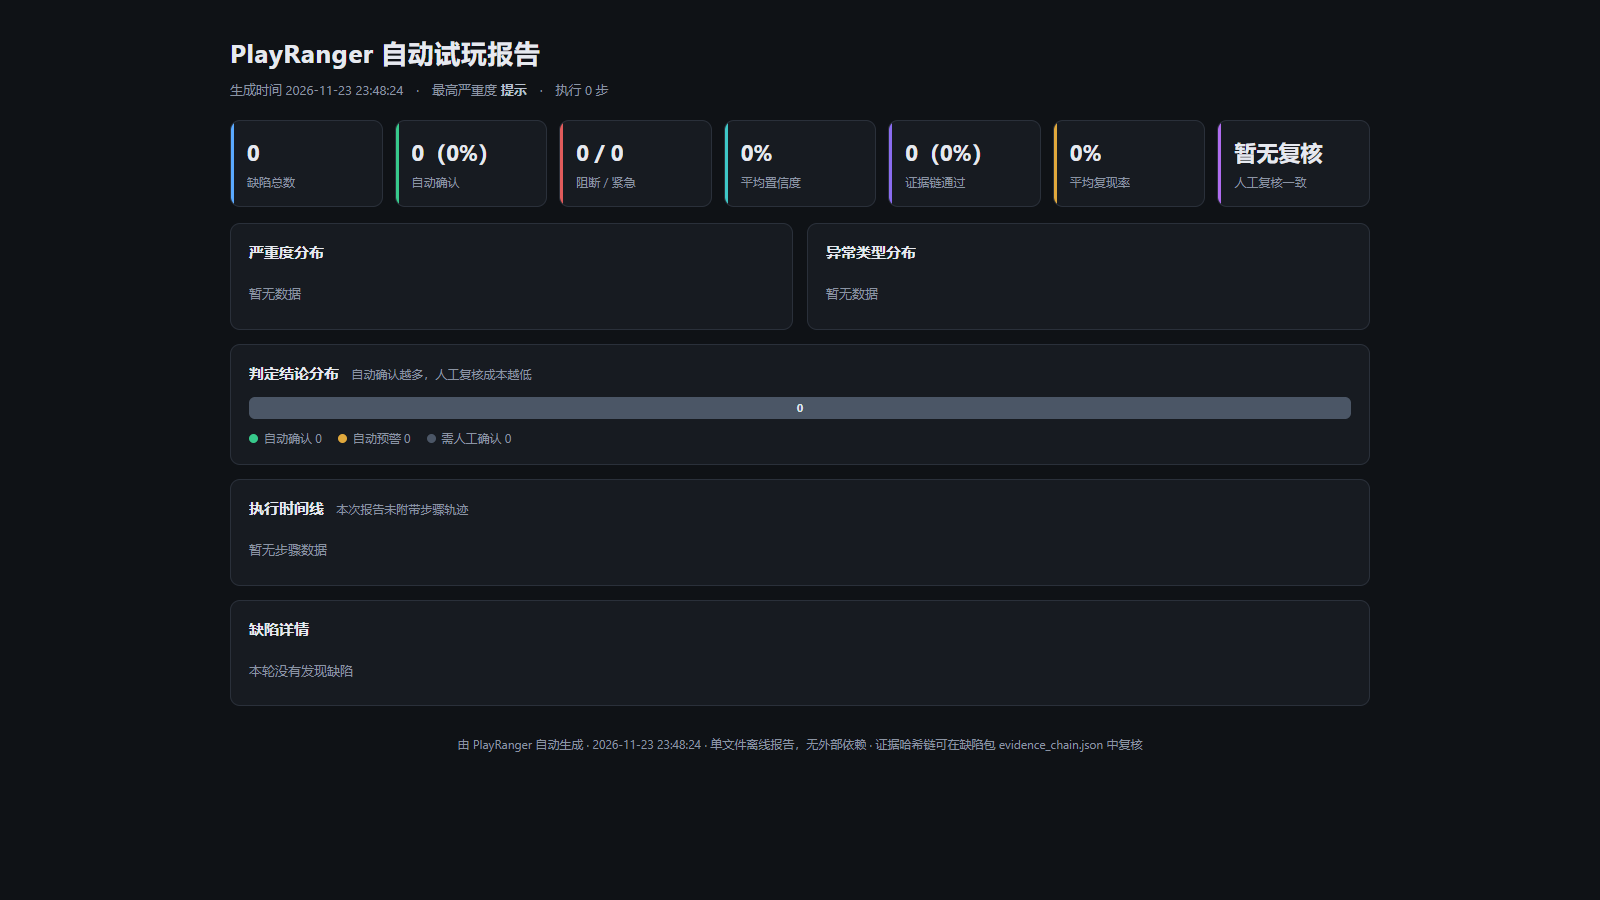 PlayRanger 自动试玩报告
生成时间 2026-11-23 23:48:24 · 最高严重度 提示 · 执行 0 步
0
缺陷总数
0（0%）
自动确认
0 / 0
阻断 / 紧急
0%
平均置信度
0（0%）
证据链通过
0%
平均复现率
暂无复核
人工复核一致
严重度分布
暂无数据
异常类型分布
暂无数据
判定结论分布 自动确认越多，人工复核成本越低
0
自动确认 0 自动预警 0 需人工确认 0
执行时间线 本次报告未附带步骤轨迹
暂无步骤数据
缺陷详情
本轮没有发现缺陷
由 PlayRanger 自动生成 · 2026-11-23 23:48:24 · 单文件离线报告，无外部依赖 · 证据哈希链可在缺陷包 evidence_chain.json 中复核